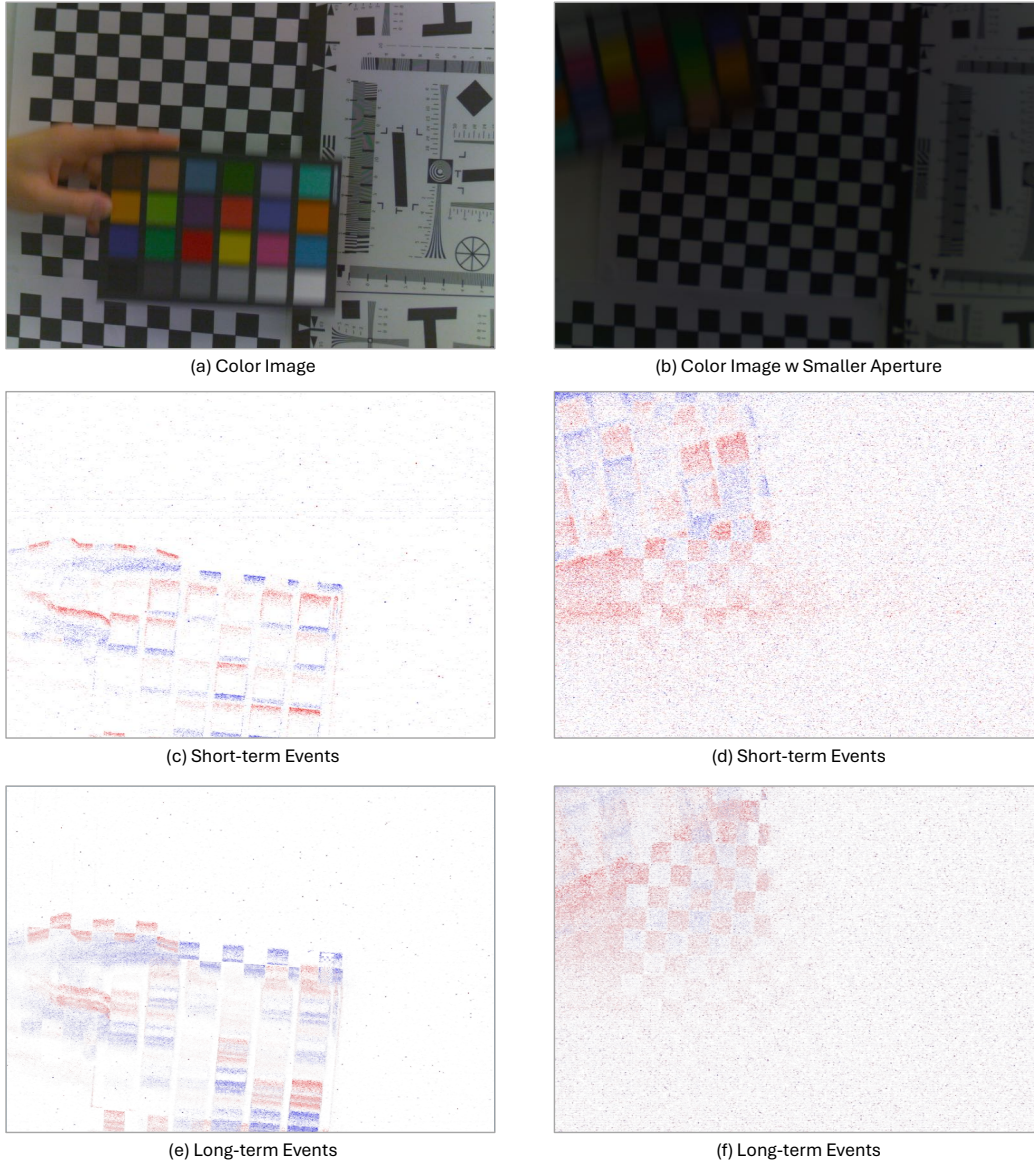 (a) Color Image
(b) Color Image w Smaller Aperture
(c) Short-term Events
(d) Short-term Events
(e) Long-term Events
(f) Long-term Events